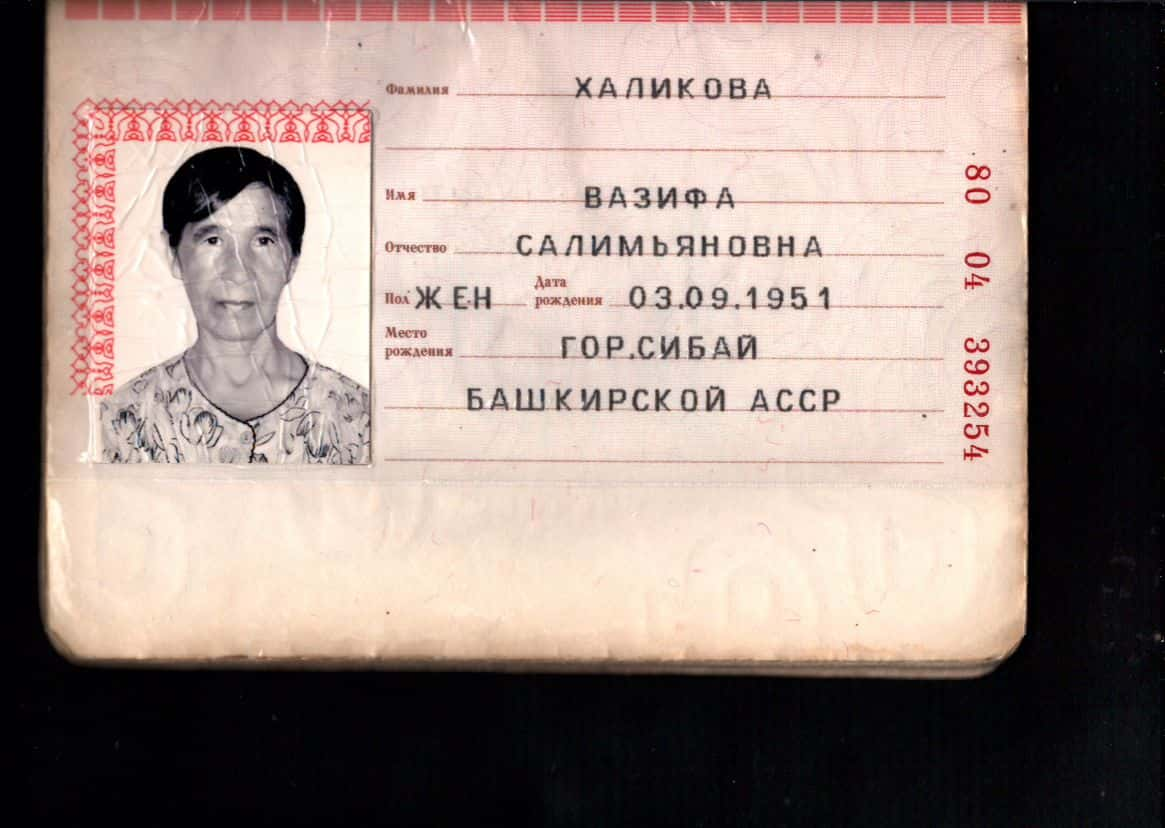 Фамилия ХАЛИКОВА
Имя ВАЗИФА
Отчество САЛИМЬЯНОВНА
Пол ЖЕН Дата рождения 03.09.1951
Место рождения ГОР.СИБАЙ
БАШКИРСКОЙ АССР
80 04 393254